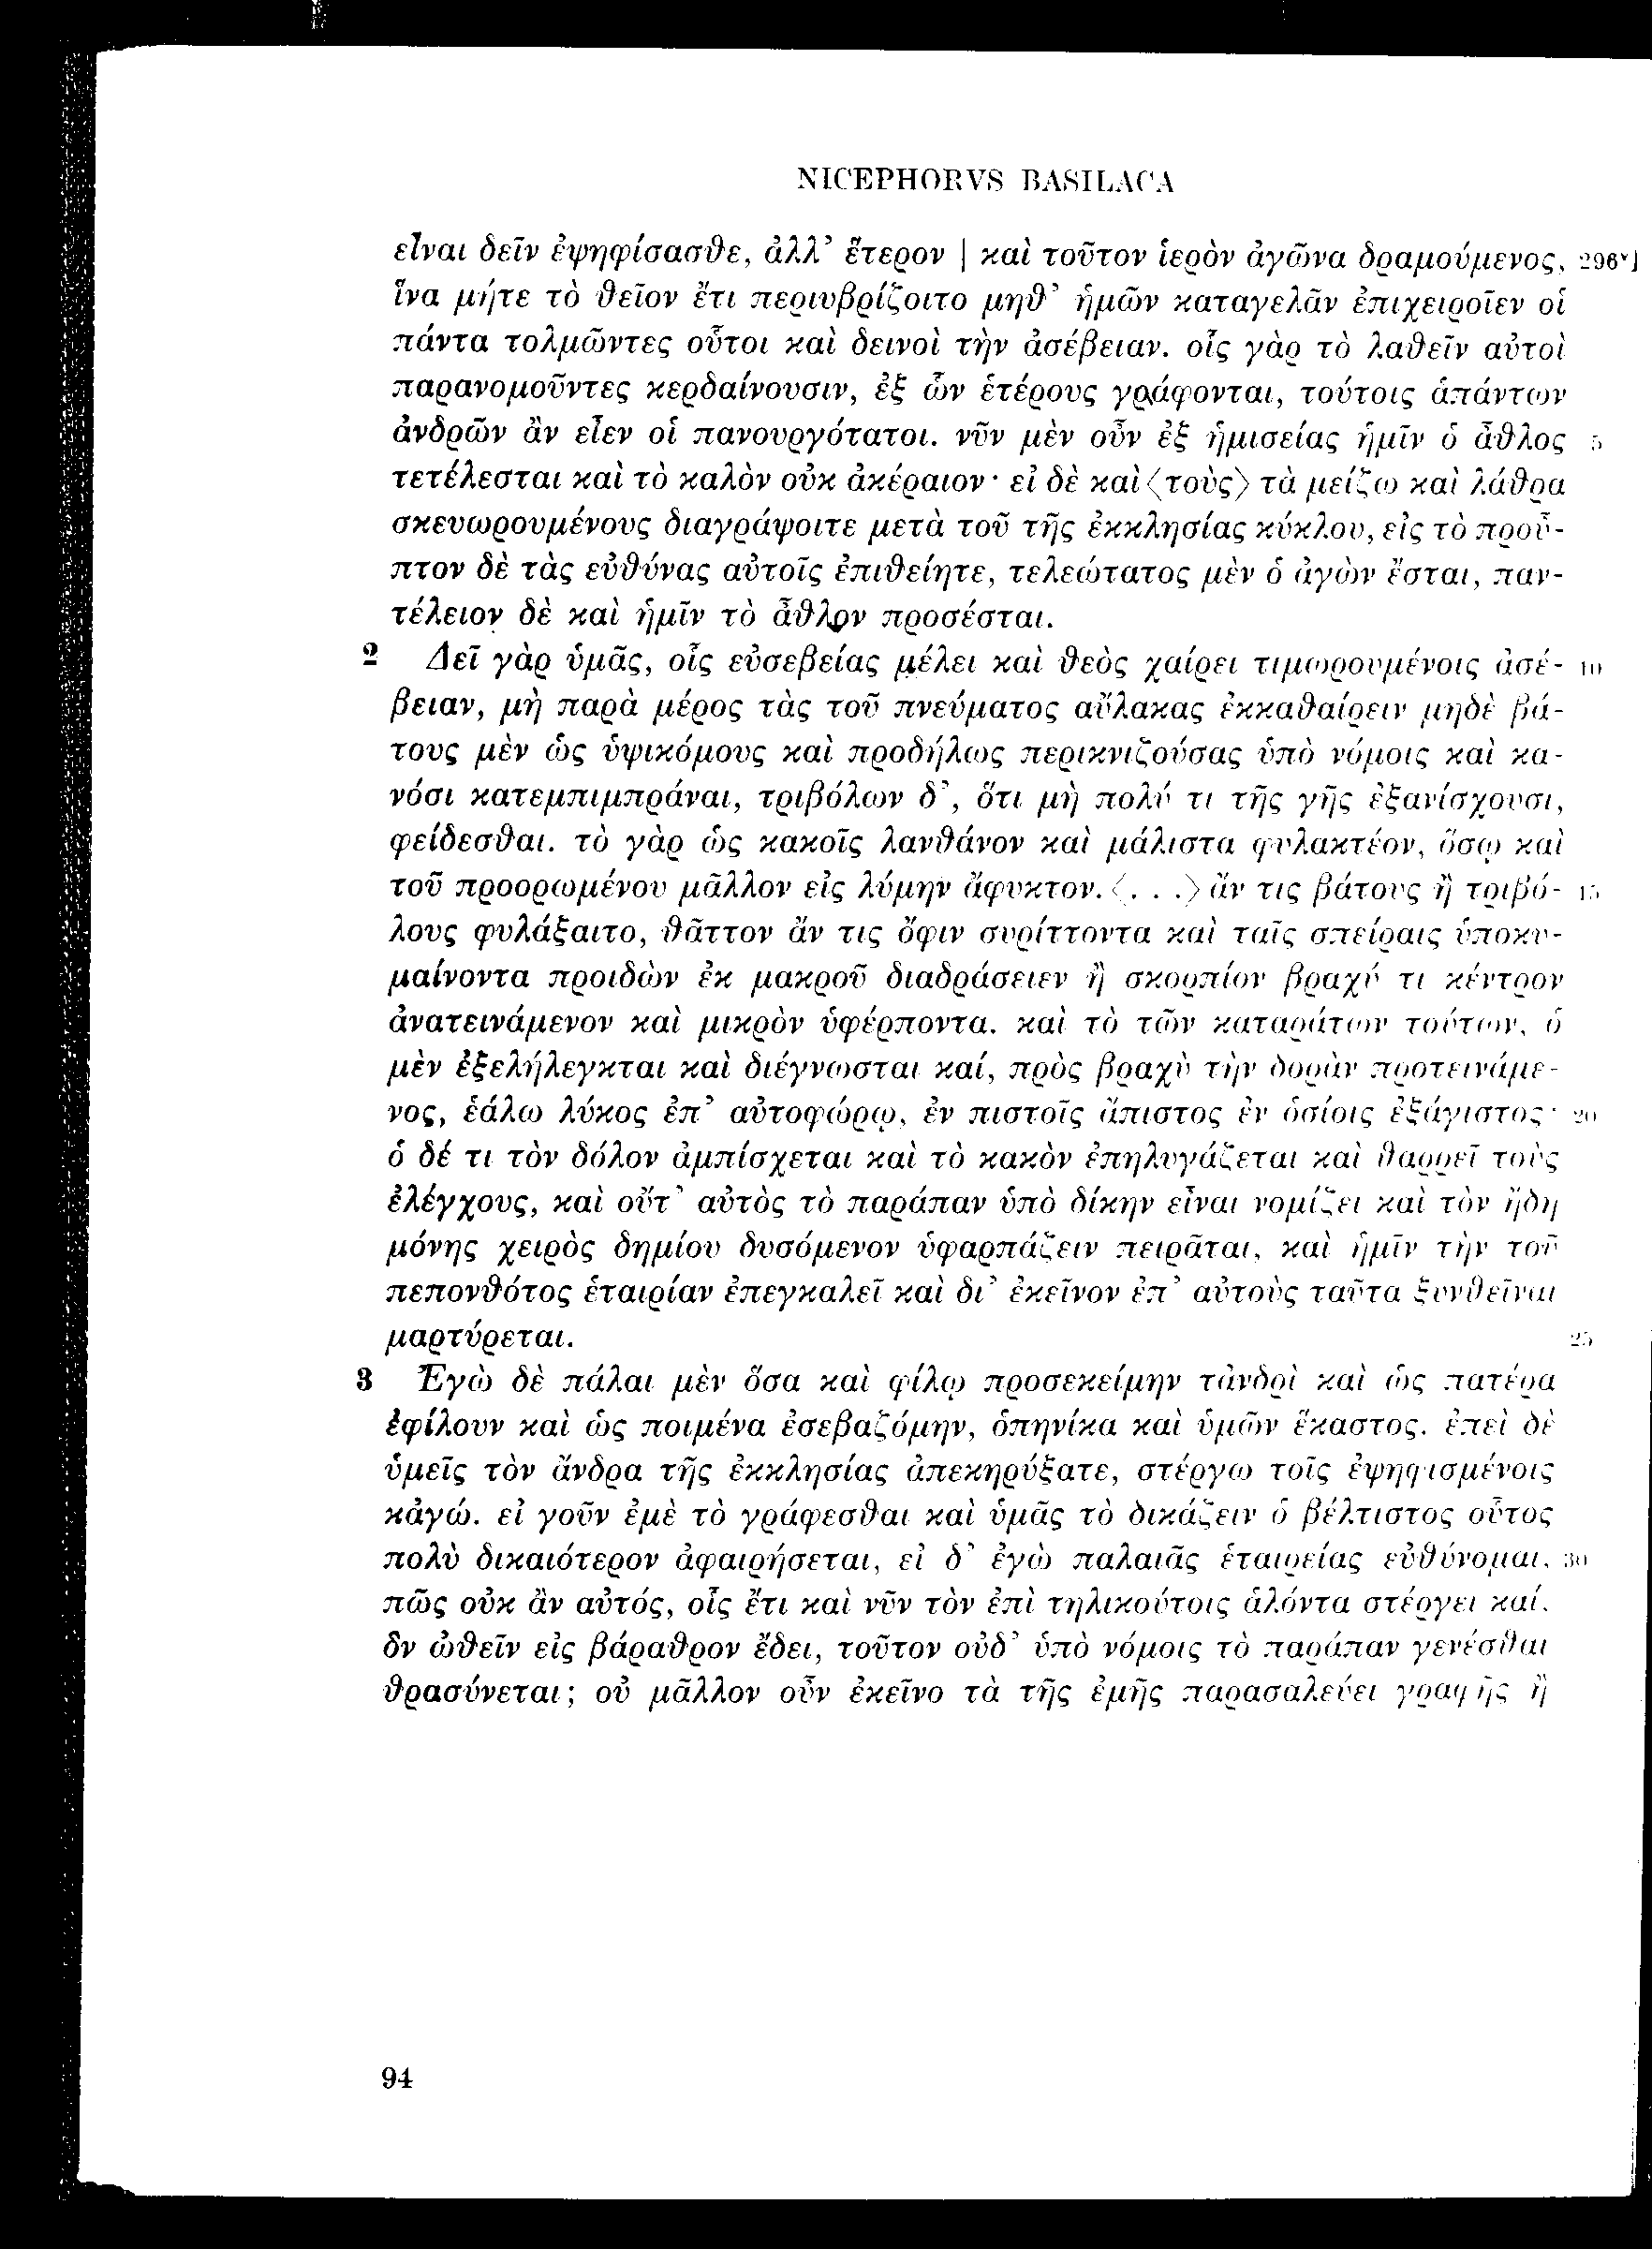 NICEPHORVS BASILACA
εἶναι δεῖν ἐψηφίσασθε, ἀλλ’ ἕτερον | καὶ τοῦτον ἱερὸν ἀγῶνα δραμούμενος, 296ᵛ]
ἵνα μήτε τὸ θεῖον ἔτι περιυβρίζοιτο μηθ’ ἡμῶν καταγελᾶν ἐπιχειροῖεν οἱ
πάντα τολμῶντες οὗτοι καὶ δεινοὶ τὴν ἀσέβειαν. οἷς γὰρ τὸ λαθεῖν αὐτοὶ
παρανομοῦντες κερδαίνουσιν, ἐξ ὧν ἑτέρους γράφονται, τούτοις ἁπάντων
ἀνδρῶν ἂν εἶεν οἱ πανουργότατοι. νῦν μὲν οὖν ἐξ ἡμισείας ἡμῖν ὁ ἆθλος 5
τετέλεσται καὶ τὸ καλὸν οὐκ ἀκέραιον· εἰ δὲ καὶ ⟨τοὺς⟩ τὰ μείζω καὶ λάθρα
σκευωρουμένους διαγράψοιτε μετὰ τοῦ τῆς ἐκκλησίας κύκλου, εἰς τὸ προῦ-
πτον δὲ τὰς εὐθύνας αὐτοῖς ἐπιθείητε, τελεώτατος μὲν ὁ ἀγὼν ἔσται, παν-
τέλειον δὲ καὶ ἡμῖν τὸ ἆθλον προσέσται.
2 Δεῖ γὰρ ὑμᾶς, οἷς εὐσεβείας μέλει καὶ θεὸς χαίρει τιμωρουμένοις ἀσέ- 10
βειαν, μὴ παρὰ μέρος τὰς τοῦ πνεύματος αὔλακας ἐκκαθαίρειν μηδὲ βά-
τους μὲν ὡς ὑψικόμους καὶ προδήλως περικνιζούσας ὑπὸ νόμοις καὶ κα-
νόσι κατεμπιμπράναι, τριβόλων δ’, ὅτι μὴ πολύ τι τῆς γῆς ἐξανίσχουσι,
φείδεσθαι. τὸ γὰρ ὡς κακοῖς λανθάνον καὶ μάλιστα φυλακτέον, ὅσῳ καὶ
τοῦ προορωμένου μᾶλλον εἰς λύμην ἄφυκτον. ⟨. . .⟩ ἄν τις βάτους ἢ τριβό- 15
λους φυλάξαιτο, θᾶττον ἄν τις ὄφιν συρίττοντα καὶ ταῖς σπείραις ὑποκυ-
μαίνοντα προιδὼν ἐκ μακροῦ διαδράσειεν ἢ σκορπίον βραχύ τι κέντρον
ἀνατεινάμενον καὶ μικρὸν ὑφέρποντα. καὶ τὸ τῶν καταράτων τούτων, ὁ
μὲν ἐξελήλεγκται καὶ διέγνωσται καί, πρὸς βραχὺ τὴν δορὰν προτεινάμε-
νος, ἑάλω λύκος ἐπ’ αὐτοφώρῳ, ἐν πιστοῖς ἄπιστος ἐν ὁσίοις ἐξάγιστος· 20
ὁ δέ τι τὸν δόλον ἀμπίσχεται καὶ τὸ κακὸν ἐπηλυγάζεται καὶ θαρρεῖ τοὺς
ἐλέγχους, καὶ οὔτ’ αὐτὸς τὸ παράπαν ὑπὸ δίκην εἶναι νομίζει καὶ τὸν ἤδη
μόνης χειρὸς δημίου δυσόμενον ὑφαρπάζειν πειρᾶται, καὶ ἡμῖν τὴν τοῦ
πεπονθότος ἑταιρίαν ἐπεγκαλεῖ καὶ δι’ ἐκεῖνον ἐπ’ αὐτοὺς ταῦτα ξυνθεῖναι
μαρτύρεται. 25
3 Ἐγὼ δὲ πάλαι μὲν ὅσα καὶ φίλῳ προσεκείμην τἀνδρὶ καὶ ὡς πατέρα
ἐφίλουν καὶ ὡς ποιμένα ἐσεβαζόμην, ὁπηνίκα καὶ ὑμῶν ἕκαστος. ἐπεὶ δὲ
ὑμεῖς τὸν ἄνδρα τῆς ἐκκλησίας ἀπεκηρύξατε, στέργω τοῖς ἐψηφισμένοις
κἀγώ. εἰ γοῦν ἐμὲ τὸ γράφεσθαι καὶ ὑμᾶς τὸ δικάζειν ὁ βέλτιστος οὗτος
πολὺ δικαιότερον ἀφαιρήσεται, εἰ δ’ ἐγὼ παλαιᾶς ἑταιρείας εὐθύνομαι, 30
πῶς οὐκ ἂν αὐτός, οἷς ἔτι καὶ νῦν τὸν ἐπὶ τηλικούτοις ἁλόντα στέργει καί,
ὃν ὠθεῖν εἰς βάραθρον ἔδει, τοῦτον οὐδ’ ὑπὸ νόμοις τὸ παράπαν γενέσθαι
θρασύνεται; οὐ μᾶλλον οὖν ἐκεῖνο τὰ τῆς ἐμῆς παρασαλεύει γραφῆς ἢ
94